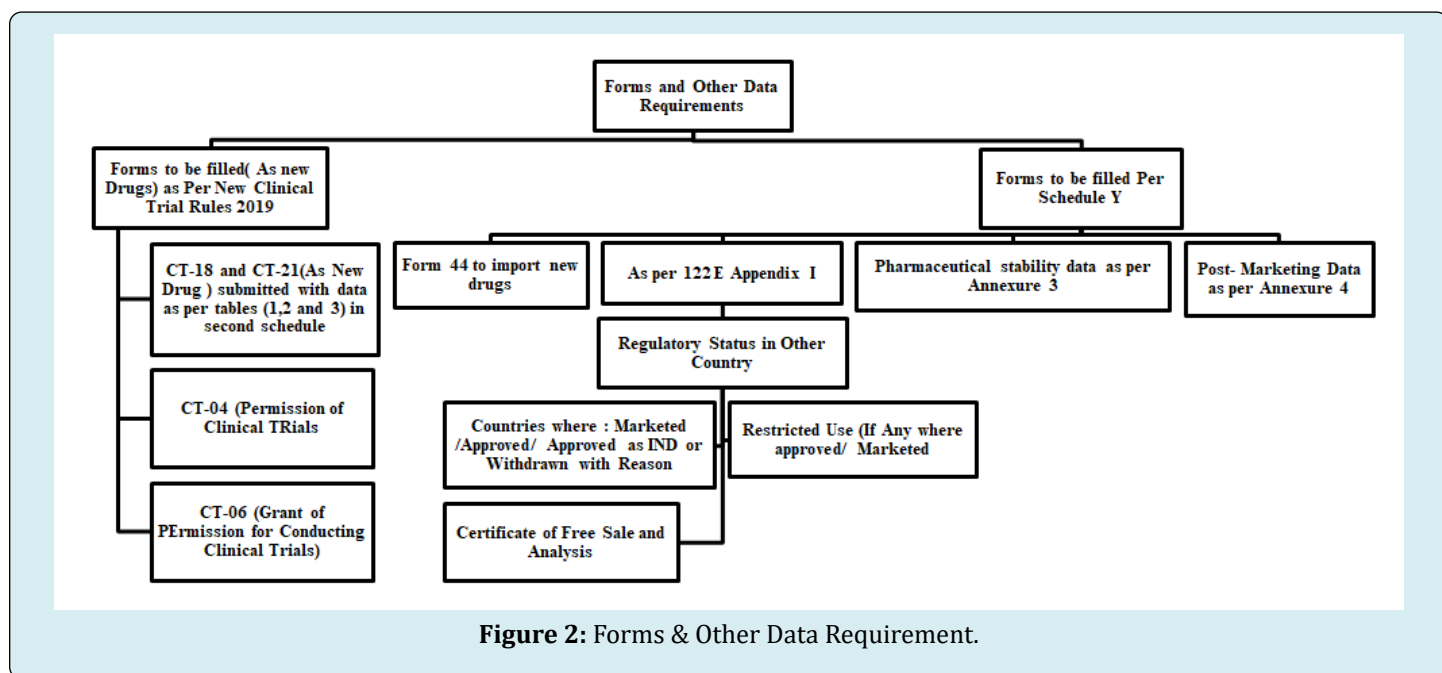 Forms and Other Data
Requirements
Forms to be filled( As new
Drugs) as Per New Clinical
Trial Rules 2019
Forms to be filled Per
Schedule Y
CT-18 and CT-21(As New
Drug ) submitted with data
as per tables (1,2 and 3) in
second schedule
CT-04 (Permission of
Clinical TRials
CT-06 (Grant of
PErmission for Conducting
Clinical Trials)
Form 44 to import new
drugs
As per 122E Appendix I
Pharmaceutical stability data as per
Annexure 3
Post- Marketing Data
as per Annexure 4
Regulatory Status in Other
Country
Countries where : Marketed
/Approved/ Approved as IND or
Withdrawn with Reason
Restricted Use (If Any where
approved/ Marketed
Certificate of Free Sale and
Analysis
Figure 2: Forms & Other Data Requirement.